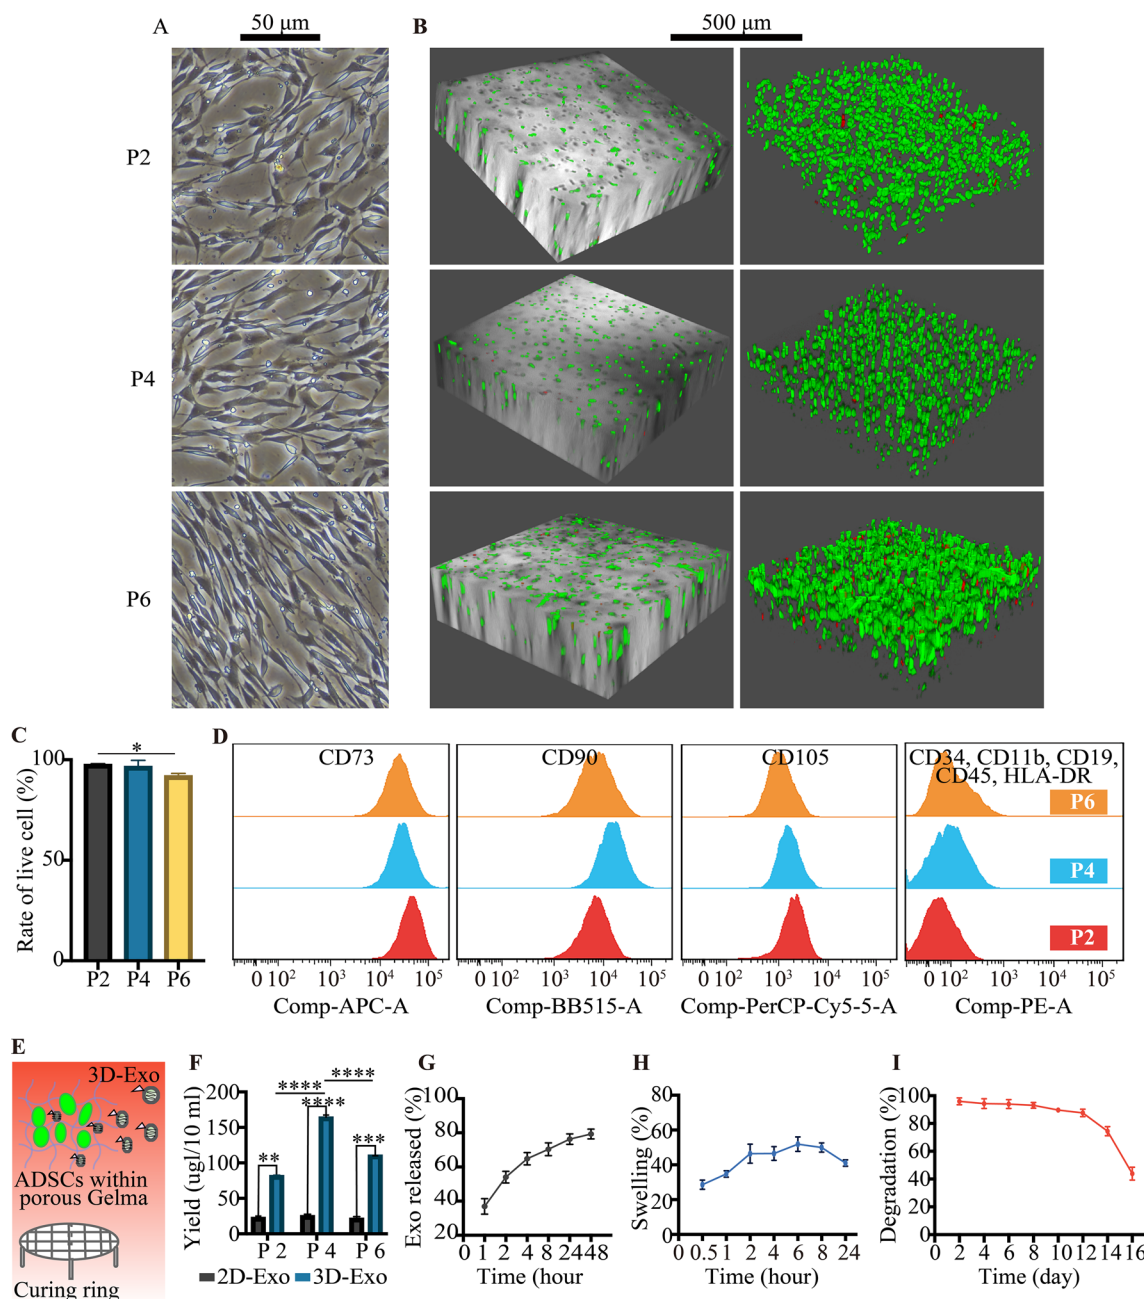 A
50 μm
B
500 μm
P2
P4
P6
C
*
Rate of live cell (%)
100
50
0
P2 P4 P6
D
CD73
CD90
CD105
CD34, CD11b, CD19,
CD45, HLA-DR
P6
P4
P2
0 10² 10³ 10⁴ 10⁵
0 10² 10³ 10⁴ 10⁵
0 10² 10³ 10⁴ 10⁵
0 10² 10³ 10⁴ 10⁵
Comp-APC-A
Comp-BB515-A
Comp-PerCP-Cy5-5-A
Comp-PE-A
E
3D-Exo
ADSCs within
porous Gelma
Curing ring
F
Yield (ug/10 ml)
200
150
100
50
0
**** ****
****
**
***
P 2 P 4 P 6
2D-Exo 3D-Exo
G
Exo released (%)
100
80
60
40
20
0 1 2 4 8 24 48
Time (hour
H
Swelling (%)
80
60
40
20
0
0 0.5 1 2 4 6 8 24
Time (hour)
I
Degradation (%)
100
50
0
0 2 4 6 8 10 12 14 16
Time (day)